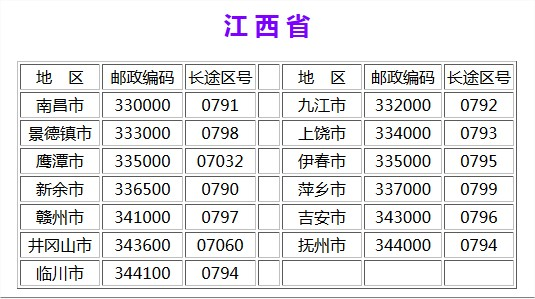 江西省
地 区 邮政编码 长途区号 地 区 邮政编码 长途区号
南昌市 330000 0791 九江市 332000 0792
景德镇市 333000 0798 上饶市 334000 0793
鹰潭市 335000 07032 伊春市 335000 0795
新余市 336500 0790 萍乡市 337000 0799
赣州市 341000 0797 吉安市 343000 0796
井冈山市 343600 07060 抚州市 344000 0794
临川市 344100 0794